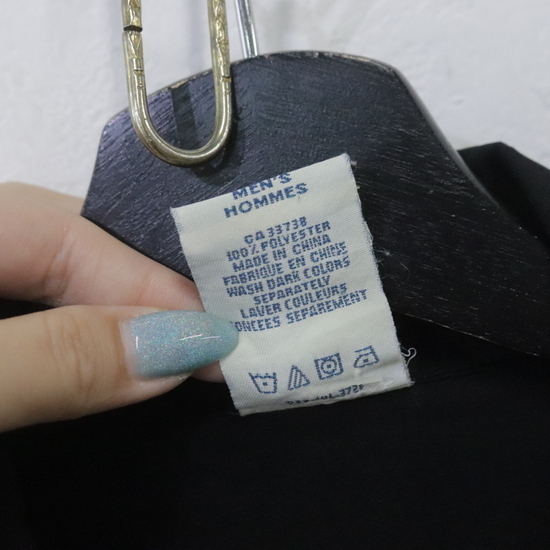 MEN'S
HOMMES
CA 33738
100% POLYESTER
MADE IN CHINA
FABRIQUE EN CHINE
WASH DARK COLORS
SEPARATELY
LAVER COULEURS
ONCEES SEPAREMENT